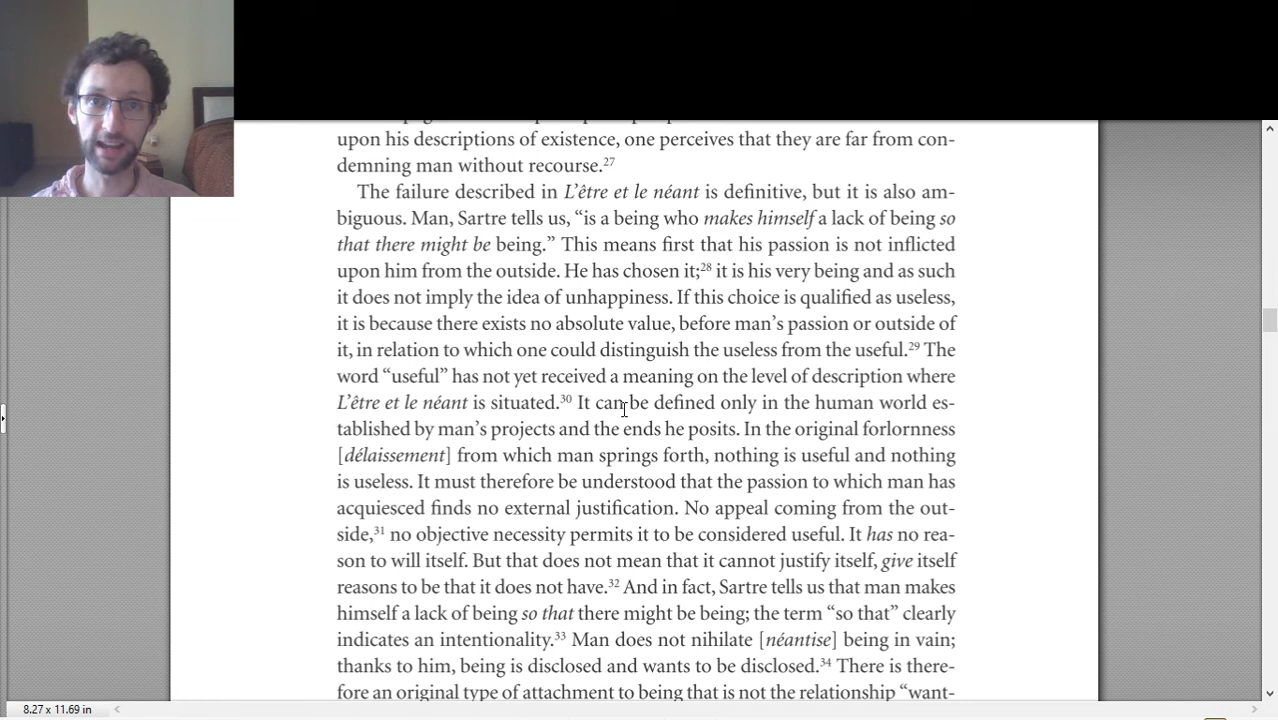 upon his descriptions of existence, one perceives that they are far from con-
demning man without recourse.27
The failure described in L’être et le néant is definitive, but it is also am-
biguous. Man, Sartre tells us, “is a being who makes himself a lack of being so
that there might be being.” This means first that his passion is not inflicted
upon him from the outside. He has chosen it;28 it is his very being and as such
it does not imply the idea of unhappiness. If this choice is qualified as useless,
it is because there exists no absolute value, before man’s passion or outside of
it, in relation to which one could distinguish the useless from the useful.29 The
word “useful” has not yet received a meaning on the level of description where
L’être et le néant is situated.30 It can be defined only in the human world es-
tablished by man’s projects and the ends he posits. In the original forlornness
[délaissement] from which man springs forth, nothing is useful and nothing
is useless. It must therefore be understood that the passion to which man has
acquiesced finds no external justification. No appeal coming from the out-
side,31 no objective necessity permits it to be considered useful. It has no rea-
son to will itself. But that does not mean that it cannot justify itself, give itself
reasons to be that it does not have.32 And in fact, Sartre tells us that man makes
himself a lack of being so that there might be being; the term “so that” clearly
indicates an intentionality.33 Man does not nihilate [néantise] being in vain;
thanks to him, being is disclosed and wants to be disclosed.34 There is there-
fore an original type of attachment to being that is not the relationship “want-
8.27 x 11.69 in